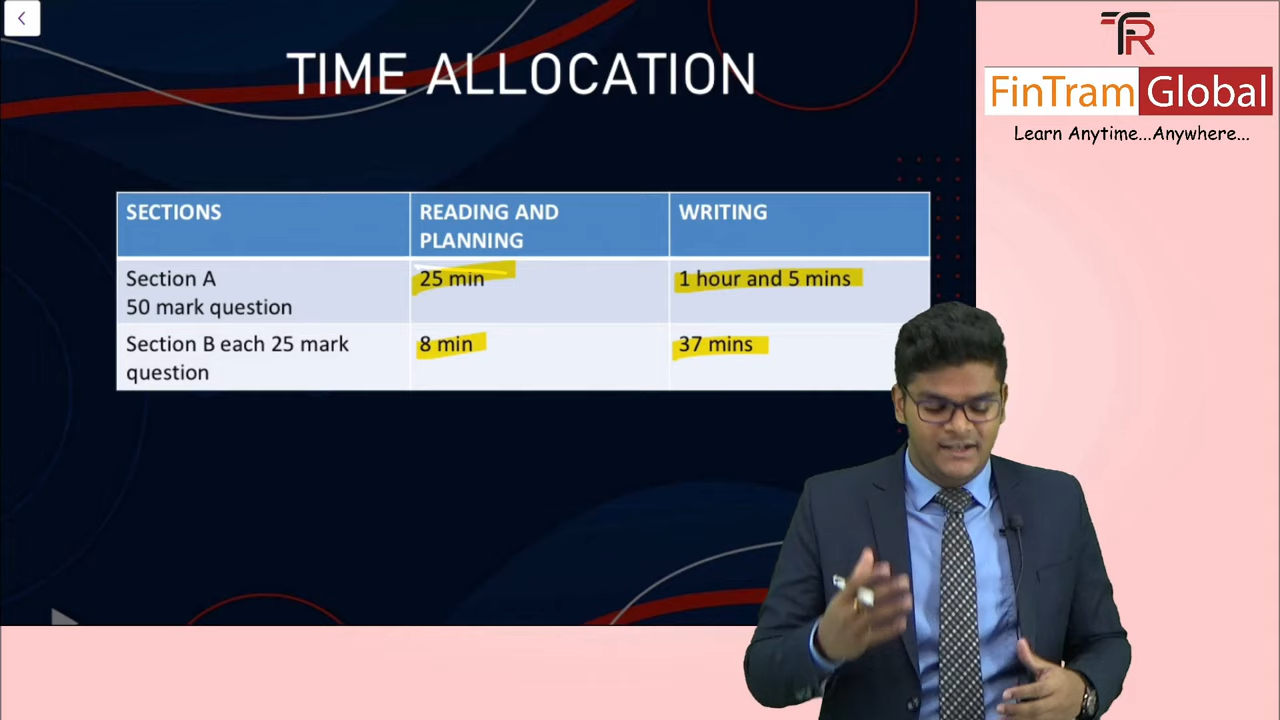 TIME ALLOCATION
SECTIONS
READING AND
PLANNING
WRITING
Section A
50 mark question
25 min
1 hour and 5 mins
Section B each 25 mark
question
8 min
37 mins
FR
FinTram Global
Learn Anytime...Anywhere...